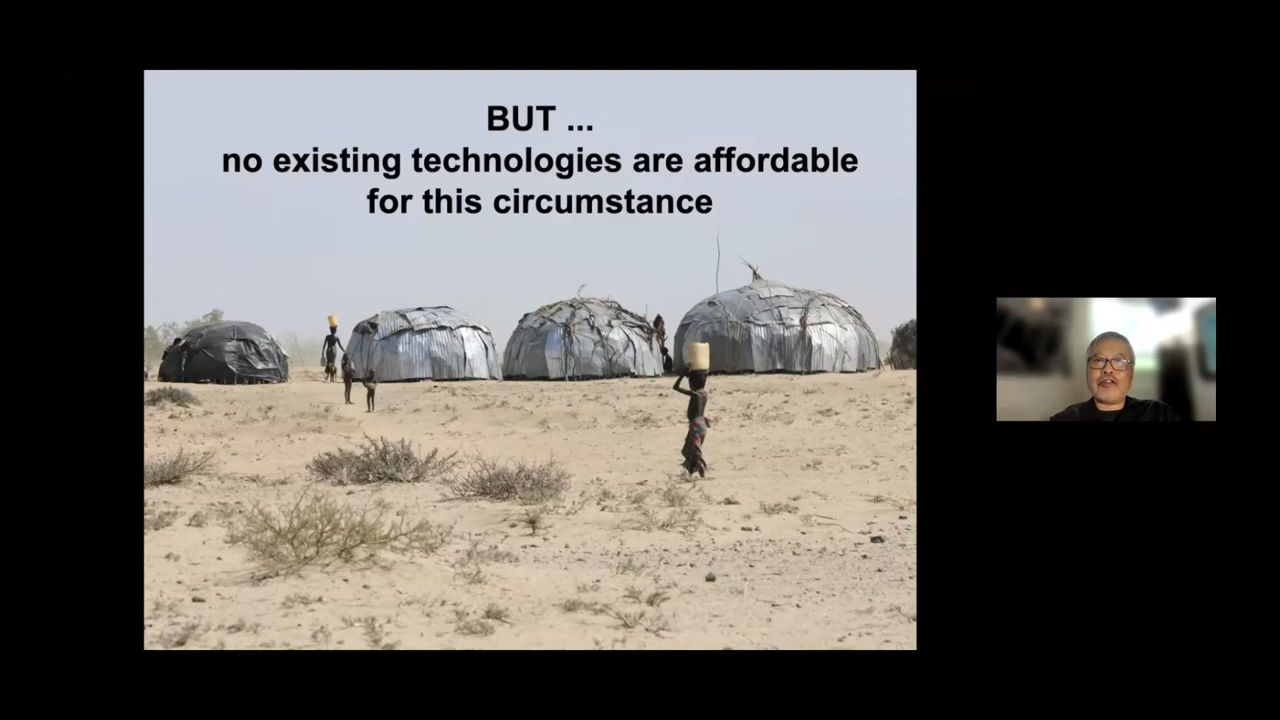 BUT ...
no existing technologies are affordable
for this circumstance